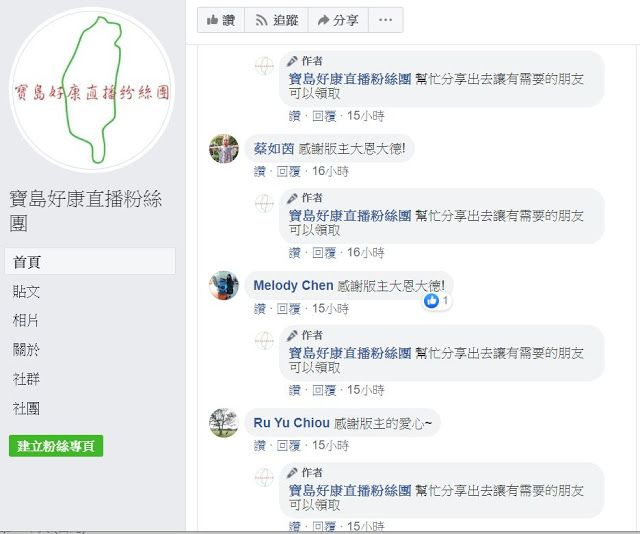 讚 追蹤 分享 ...
寶島好康直播粉絲團
寶島好康直播粉絲團
首頁
貼文
相片
關於
社群
社團
建立粉絲專頁
作者
寶島好康直播粉絲團 幫忙分享出去讓有需要的朋友
可以領取
讚 · 回覆 · 15小時
蔡如茵 感謝版主大恩大德!
讚 · 回覆 · 16小時
作者
寶島好康直播粉絲團 幫忙分享出去讓有需要的朋友
可以領取
讚 · 回覆 · 16小時
Melody Chen 感謝版主大恩大德!
1
讚 · 回覆 · 15小時
作者
寶島好康直播粉絲團 幫忙分享出去讓有需要的朋友
可以領取
讚 · 回覆 · 15小時
Ru Yu Chiou 感謝版主的愛心~
讚 · 回覆 · 15小時
作者
寶島好康直播粉絲團 幫忙分享出去讓有需要的朋友
可以領取
讚 · 回覆 · 15小時